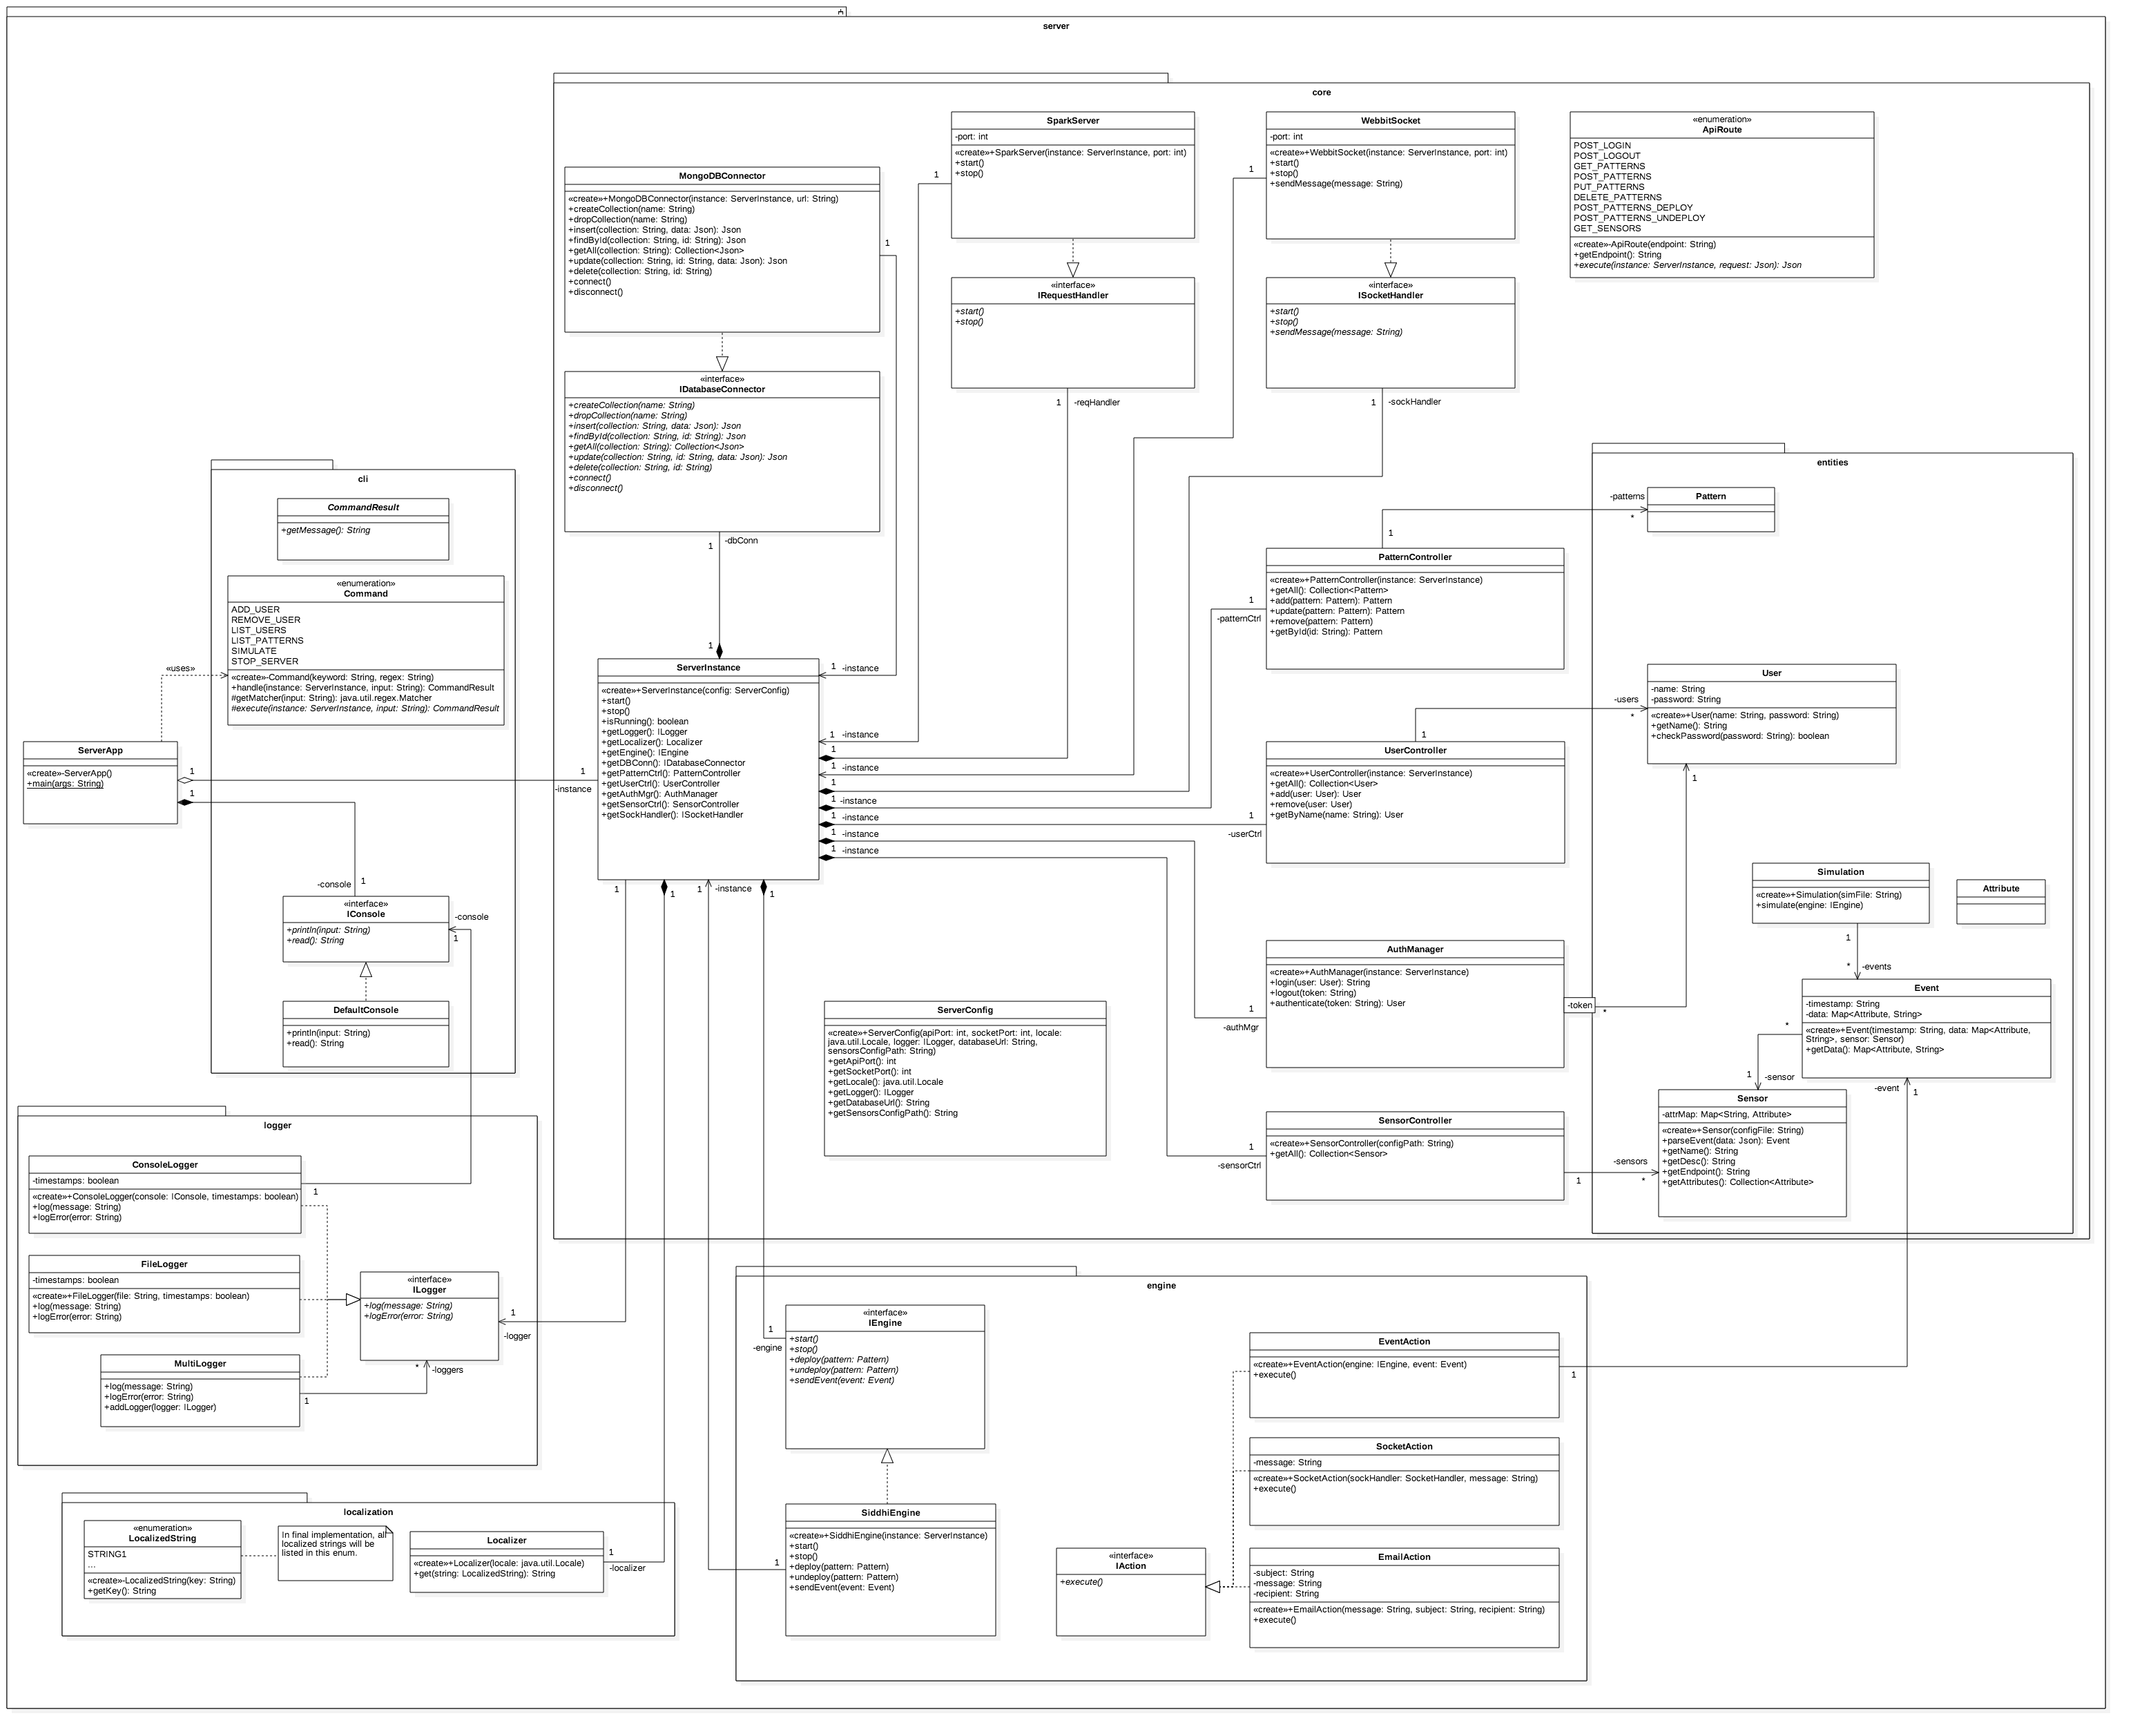 server
core
SparkServer
-port: int
«create»+SparkServer(instance: ServerInstance, port: int)
+start()
+stop()
1
WebbitSocket
-port: int
«create»+WebbitSocket(instance: ServerInstance, port: int)
+start()
+stop()
+sendMessage(message: String)
1
«enumeration»
ApiRoute
POST_LOGIN
POST_LOGOUT
GET_PATTERNS
POST_PATTERNS
PUT_PATTERNS
DELETE_PATTERNS
POST_PATTERNS_DEPLOY
POST_PATTERNS_UNDEPLOY
GET_SENSORS
«create»-ApiRoute(endpoint: String)
+getEndpoint(): String
+execute(instance: ServerInstance, request: Json): Json
MongoDBConnector
«create»+MongoDBConnector(instance: ServerInstance, url: String)
+createCollection(name: String)
+dropCollection(name: String)
+insert(collection: String, data: Json): Json
+findById(collection: String, id: String): Json
+getAll(collection: String): Collection<Json>
+update(collection: String, id: String, data: Json): Json
+delete(collection: String, id: String)
+connect()
+disconnect()
1
«interface»
IRequestHandler
+start()
+stop()
1 -reqHandler
«interface»
ISocketHandler
+start()
+stop()
+sendMessage(message: String)
1 -sockHandler
«interface»
IDatabaseConnector
+createCollection(name: String)
+dropCollection(name: String)
+insert(collection: String, data: Json): Json
+findById(collection: String, id: String): Json
+getAll(collection: String): Collection<Json>
+update(collection: String, id: String, data: Json): Json
+delete(collection: String, id: String)
+connect()
+disconnect()
1 -dbConn
1
cli
CommandResult
+getMessage(): String
«enumeration»
Command
ADD_USER
REMOVE_USER
LIST_USERS
LIST_PATTERNS
SIMULATE
STOP_SERVER
«create»-Command(keyword: String, regex: String)
+handle(instance: ServerInstance, input: String): CommandResult
#getMatcher(input: String): java.util.regex.Matcher
#execute(instance: ServerInstance, input: String): CommandResult
«uses»
ServerApp
«create»-ServerApp()
+main(args: String)
1
1
1
-instance
-console 1
«interface»
IConsole
+println(input: String)
+read(): String
-console
1
DefaultConsole
+println(input: String)
+read(): String
ServerInstance
«create»+ServerInstance(config: ServerConfig)
+start()
+stop()
+isRunning(): boolean
+getLogger(): ILogger
+getLocalizer(): Localizer
+getEngine(): IEngine
+getDBConn(): IDatabaseConnector
+getPatternCtrl(): PatternController
+getUserCtrl(): UserController
+getAuthMgr(): AuthManager
+getSensorCtrl(): SensorController
+getSockHandler(): ISocketHandler
1 -instance
1 -instance
1
1 -instance
1
1 -instance
1 -instance
1 -instance
1 -instance
1
1
1 -instance
1
entities
-patterns
*
Pattern
1
PatternController
«create»+PatternController(instance: ServerInstance)
+getAll(): Collection<Pattern>
+add(pattern: Pattern): Pattern
+update(pattern: Pattern): Pattern
+remove(pattern: Pattern)
+getById(id: String): Pattern
1
-patternCtrl
User
-name: String
-password: String
«create»+User(name: String, password: String)
+getName(): String
+checkPassword(password: String): boolean
-users
*
1
1
UserController
«create»+UserController(instance: ServerInstance)
+getAll(): Collection<User>
+add(user: User): User
+remove(user: User)
+getByName(name: String): User
1
-userCtrl
Simulation
«create»+Simulation(simFile: String)
+simulate(engine: IEngine)
1
* -events
Attribute
AuthManager
«create»+AuthManager(instance: ServerInstance)
+login(user: User): String
+logout(token: String)
+authenticate(token: String): User
1
-authMgr
-token
*
Event
-timestamp: String
-data: Map<Attribute, String>
«create»+Event(timestamp: String, data: Map<Attribute,
String>, sensor: Sensor)
+getData(): Map<Attribute, String>
*
1 -sensor
-event
1
ServerConfig
«create»+ServerConfig(apiPort: int, socketPort: int, locale:
java.util.Locale, logger: ILogger, databaseUrl: String,
sensorsConfigPath: String)
+getApiPort(): int
+getSocketPort(): int
+getLocale(): java.util.Locale
+getLogger(): ILogger
+getDatabaseUrl(): String
+getSensorsConfigPath(): String
Sensor
-attrMap: Map<String, Attribute>
«create»+Sensor(configFile: String)
+parseEvent(data: Json): Event
+getName(): String
+getDesc(): String
+getEndpoint(): String
+getAttributes(): Collection<Attribute>
SensorController
«create»+SensorController(configPath: String)
+getAll(): Collection<Sensor>
1
-sensorCtrl
-sensors
1
*
logger
ConsoleLogger
-timestamps: boolean
«create»+ConsoleLogger(console: IConsole, timestamps: boolean)
+log(message: String)
+logError(error: String)
1
FileLogger
-timestamps: boolean
«create»+FileLogger(file: String, timestamps: boolean)
+log(message: String)
+logError(error: String)
«interface»
ILogger
+log(message: String)
+logError(error: String)
1
-logger
* -loggers
MultiLogger
+log(message: String)
+logError(error: String)
+addLogger(logger: ILogger)
1
localization
«enumeration»
LocalizedString
STRING1
...
«create»-LocalizedString(key: String)
+getKey(): String
In final implementation, all
localized strings will be
listed in this enum.
Localizer
«create»+Localizer(locale: java.util.Locale)
+get(string: LocalizedString): String
1
-localizer
engine
«interface»
IEngine
+start()
+stop()
+deploy(pattern: Pattern)
+undeploy(pattern: Pattern)
+sendEvent(event: Event)
1
-engine
SiddhiEngine
«create»+SiddhiEngine(instance: ServerInstance)
+start()
+stop()
+deploy(pattern: Pattern)
+undeploy(pattern: Pattern)
+sendEvent(event: Event)
1
EventAction
«create»+EventAction(engine: IEngine, event: Event)
+execute()
1
SocketAction
-message: String
«create»+SocketAction(sockHandler: SocketHandler, message: String)
+execute()
«interface»
IAction
+execute()
EmailAction
-subject: String
-message: String
-recipient: String
«create»+EmailAction(message: String, subject: String, recipient: String)
+execute()